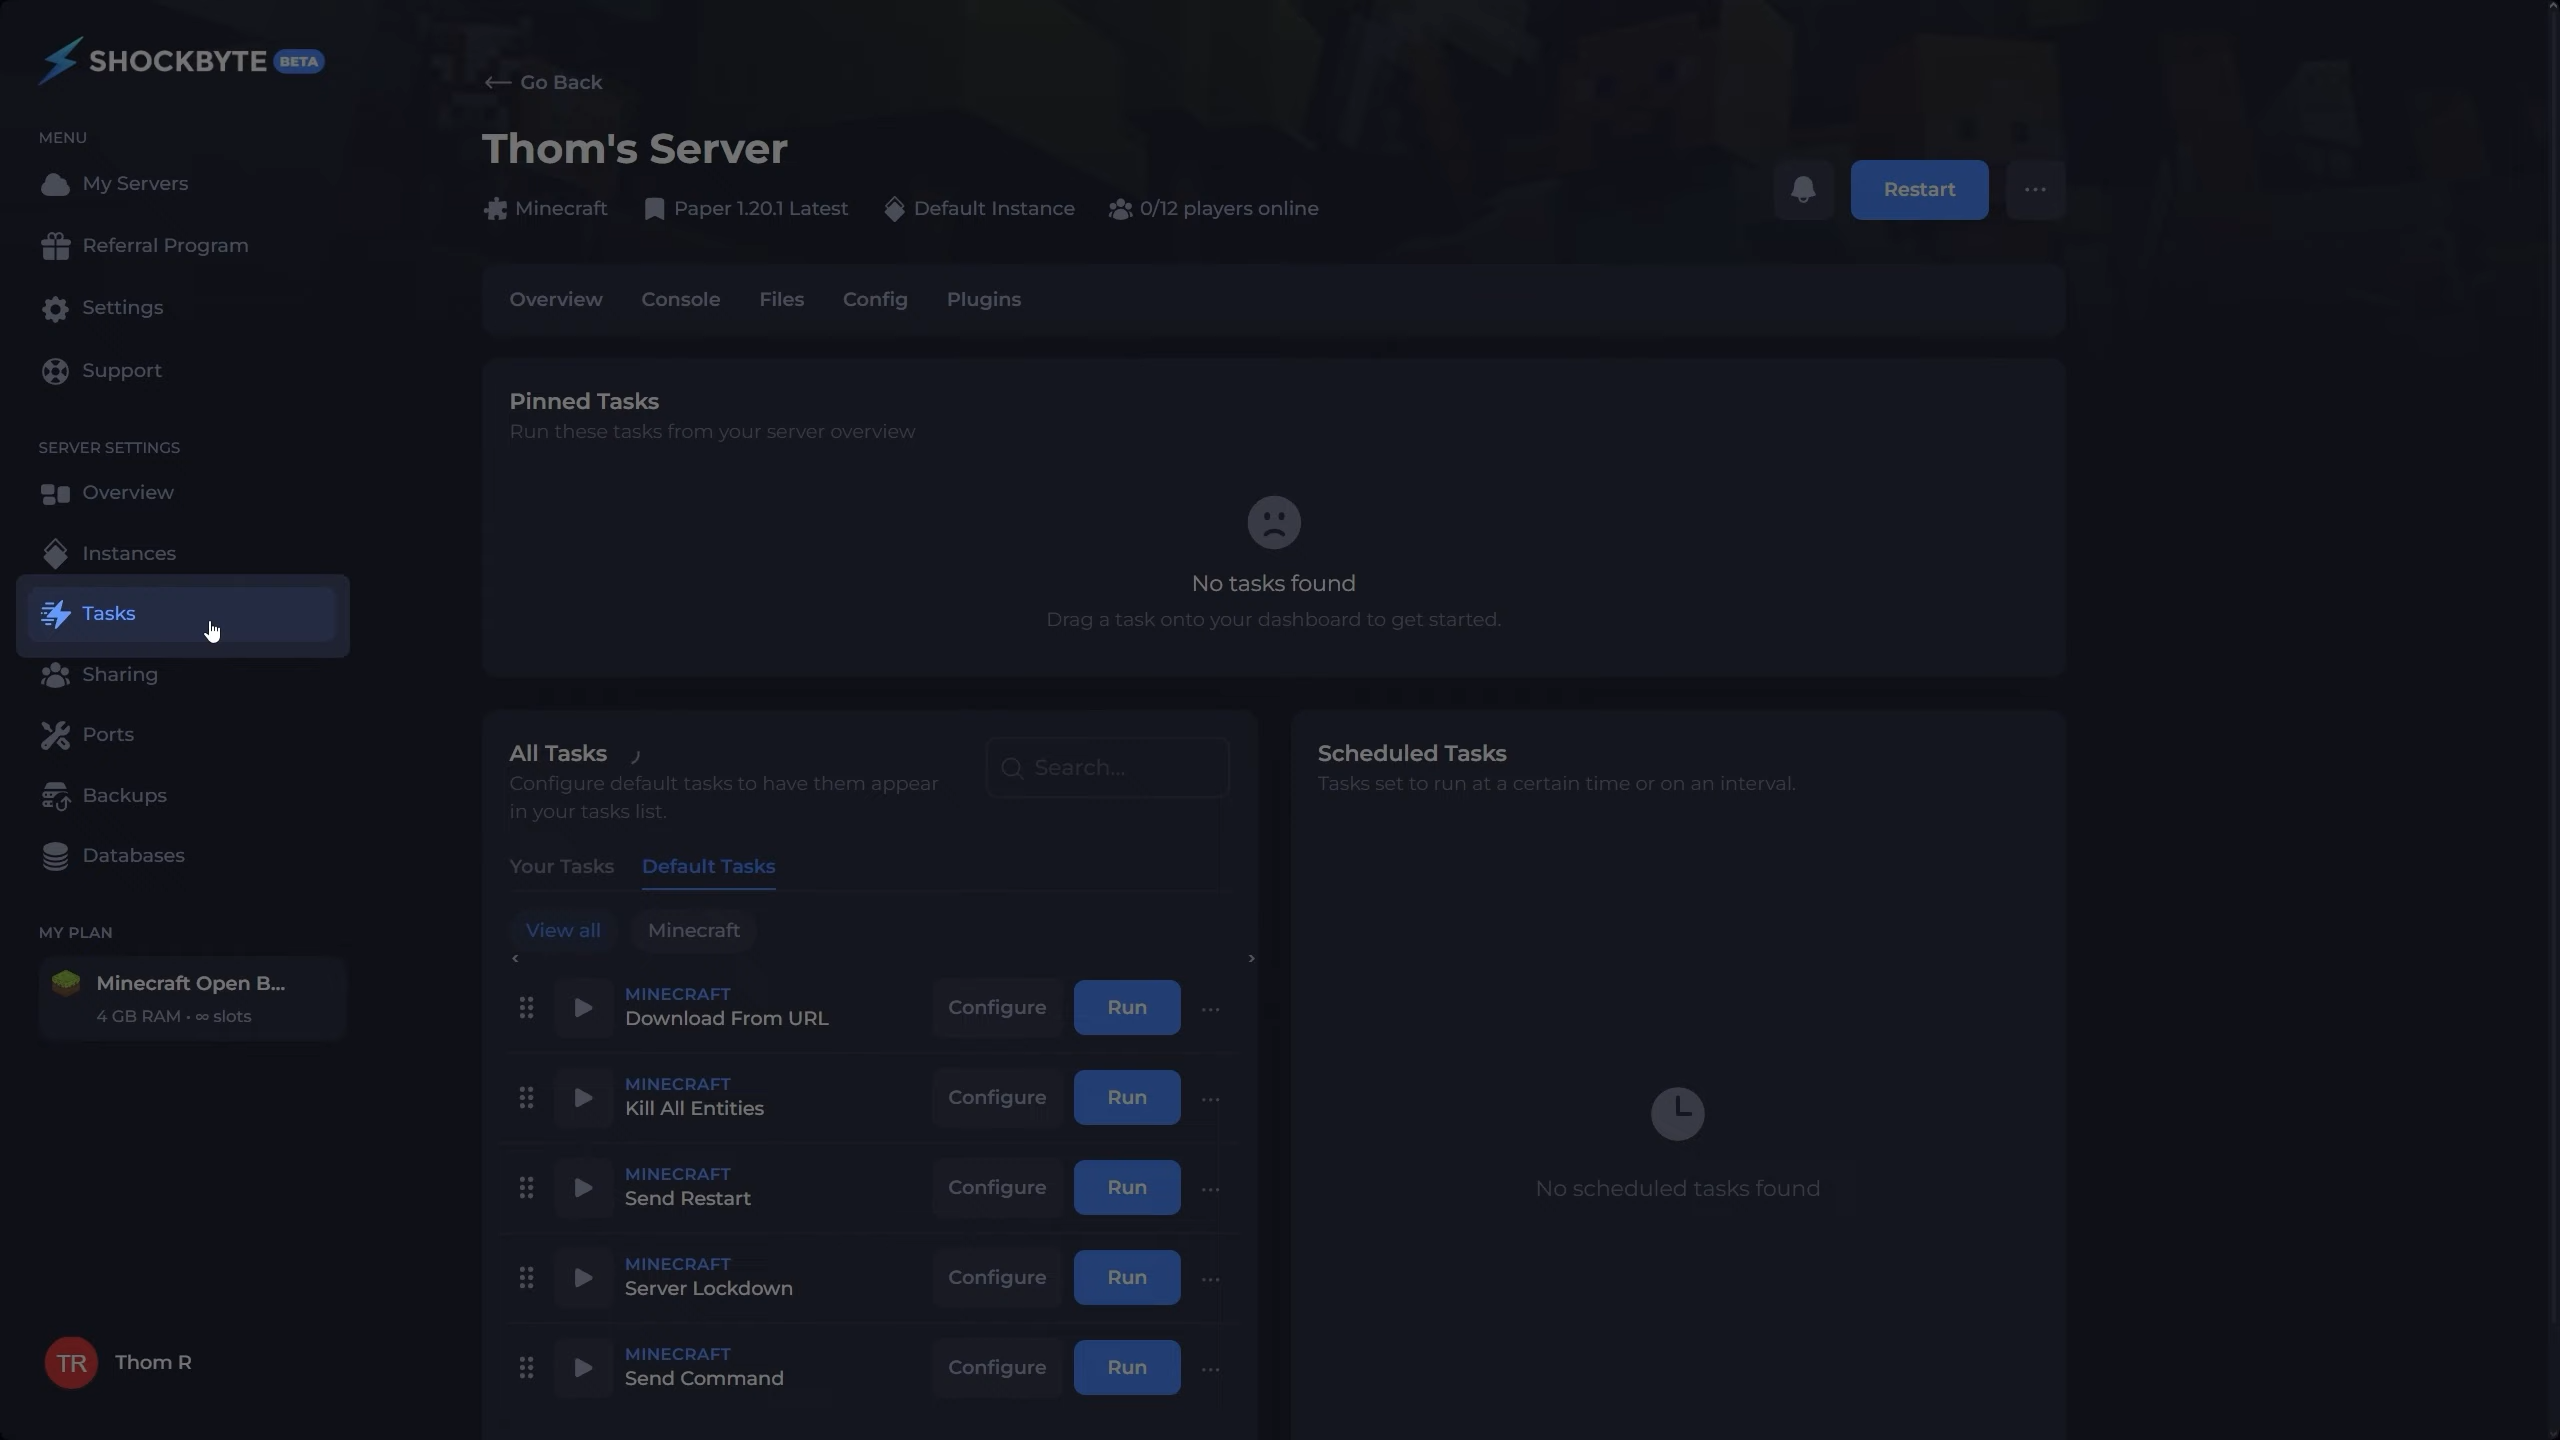 SHOCKBYTE BETA
MENU
My Servers
Referral Program
Settings
Support
SERVER SETTINGS
Overview
Instances
Tasks
Sharing
Ports
Backups
Databases
MY PLAN
Minecraft Open B...
4 GB RAM • ∞ slots
TR Thom R
Go Back
Thom's Server
Minecraft Paper 1.20.1 Latest Default Instance 0/12 players online
Restart
Overview Console Files Config Plugins
Pinned Tasks
Run these tasks from your server overview
No tasks found
Drag a task onto your dashboard to get started.
All Tasks
Configure default tasks to have them appear
in your tasks list.
Search...
Your Tasks Default Tasks
View all Minecraft
MINECRAFT
Download From URL
Configure Run
MINECRAFT
Kill All Entities
Configure Run
MINECRAFT
Send Restart
Configure Run
MINECRAFT
Server Lockdown
Configure Run
MINECRAFT
Send Command
Configure Run
Scheduled Tasks
Tasks set to run at a certain time or on an interval.
No scheduled tasks found